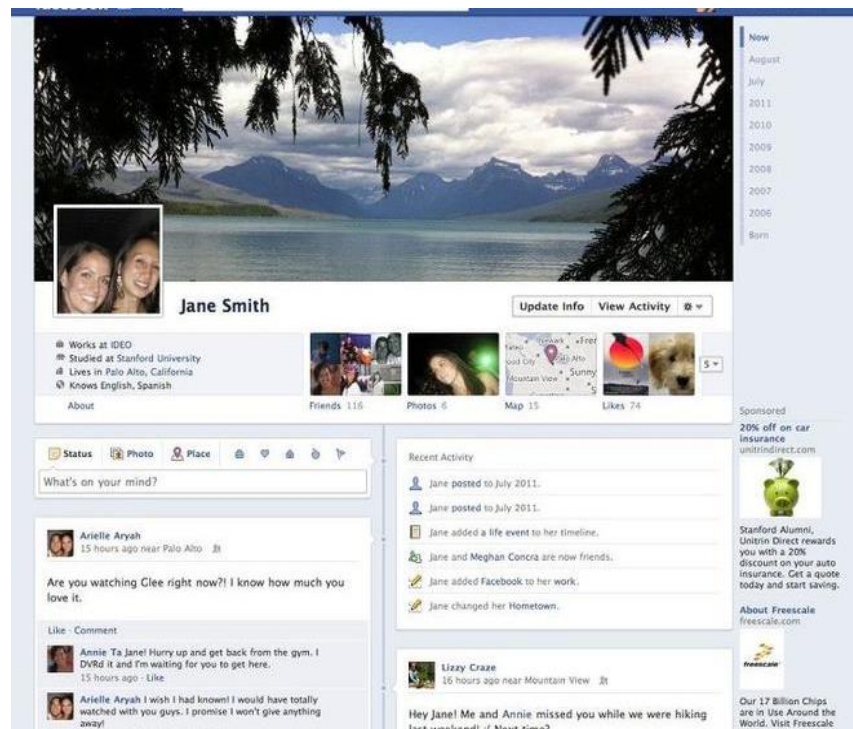 Now
August
July
2011
2010
2009
2008
2007
2006
Born
Jane Smith
Update Info
View Activity
Works at IDEO
Studied at Stanford University
Lives in Palo Alto, California
Knows English, Spanish
About
Friends 116
Photos 6
Map 15
Likes 74
5
Status
Photo
Place
What's on your mind?
Arielle Aryah
15 hours ago near Palo Alto
Are you watching Glee right now?! I know how much you
love it.
Like · Comment
Annie Ta Jane! Hurry up and get back from the gym. I
DVRd it and I'm waiting for you to get here.
15 hours ago · Like
Arielle Aryah I wish I had known! I would have totally
watched with you guys. I promise I won't give anything
away!
Recent Activity
Jane posted to July 2011.
Jane posted to July 2011.
Jane added a life event to her timeline.
Jane and Meghan Concra are now friends.
Jane added Facebook to her work.
Jane changed her Hometown.
Lizzy Craze
16 hours ago near Mountain View
Hey Jane! Me and Annie missed you while we were hiking
last weekend! :( Next time?
Sponsored
20% off on car
insurance
unitrindirect.com
Stanford Alumni,
Unitrin Direct rewards
you with a 20%
discount on your auto
insurance. Get a quote
today and start saving.
About Freescale
freescale.com
freescale
Our 17 Billion Chips
are in Use Around the
World. Visit Freescale